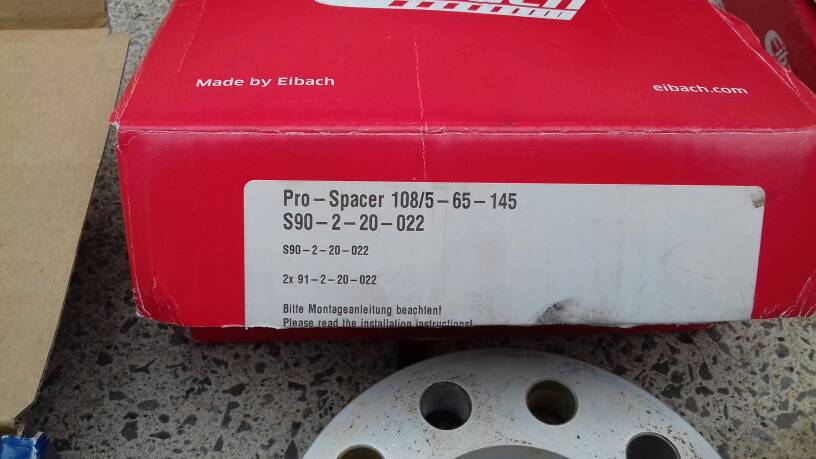 Made by Eibach
eibach.com
Pro-Spacer 108/5-65-145
S90-2-20-022
S90-2-20-022
2x 91-2-20-022
Bitte Montageanleitung beachten!
Please read the installation instructions!